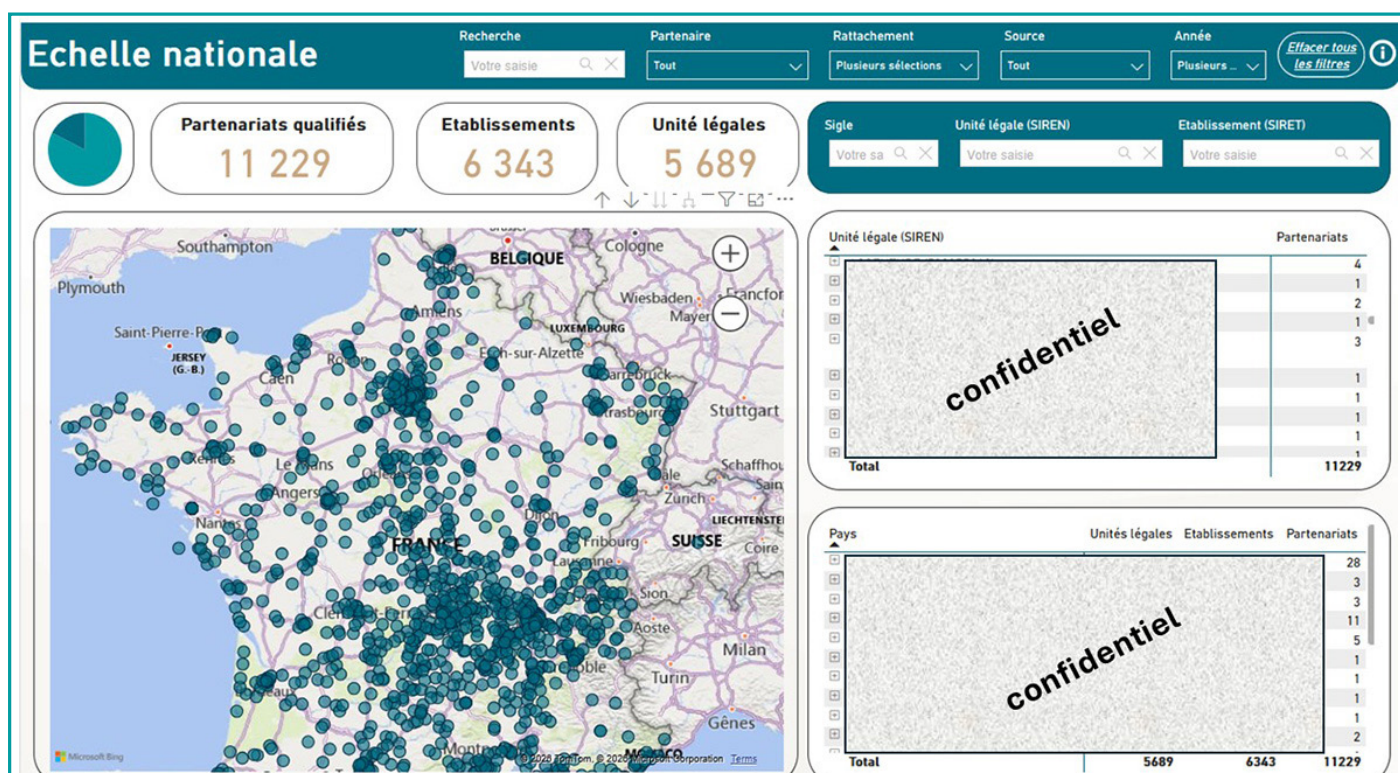 Echelle nationale
Recherche
Votre saisie
Partenaire
Tout
Rattachement
Plusieurs sélections
Source
Tout
Année
Plusieurs ...
Effacer tous
les filtres
Partenariats qualifiés
11 229
Etablissements
6 343
Unité légales
5 689
Sigle
Votre sa
Unité légale (SIREN)
Votre saisie
Etablissement (SIRET)
Votre saisie
Southampton
Plymouth
BELGIQUE
Cologne
Wiesbaden
Amiens
LUXEMBOURG
Saint-Pierre-P
JERSEY
(G.-B.)
Caen
Esch-sur-Alzette
Strasbourg
Stuttgart
Rennes
Le Mans
Angers
Nantes
Dijon
Zurich
LIECHTENSTE
FRANCE
Fribourg
SUISSE
Coire
Lausanne
Sion
Aoste
Milan
Turin
Gênes
MONACO
Microsoft Bing
© 2025 TomTom, © 2025 Microsoft Corporation Terms
Unité légale (SIREN) Partenariats
4
1
2
1
3
1
1
1
1
1
confidentiel
Total 11229
Pays Unités légales Etablissements Partenariats
28
3
3
11
5
1
1
1
1
2
confidentiel
Total 5689 6343 11229